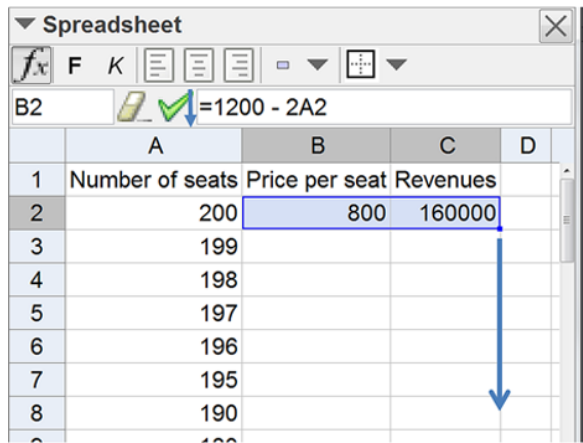 Spreadsheet
fx F K
B2 =1200 - 2A2
A B C D
1 Number of seats Price per seat Revenues
2 200 800 160000
3 199
4 198
5 197
6 196
7 195
8 190